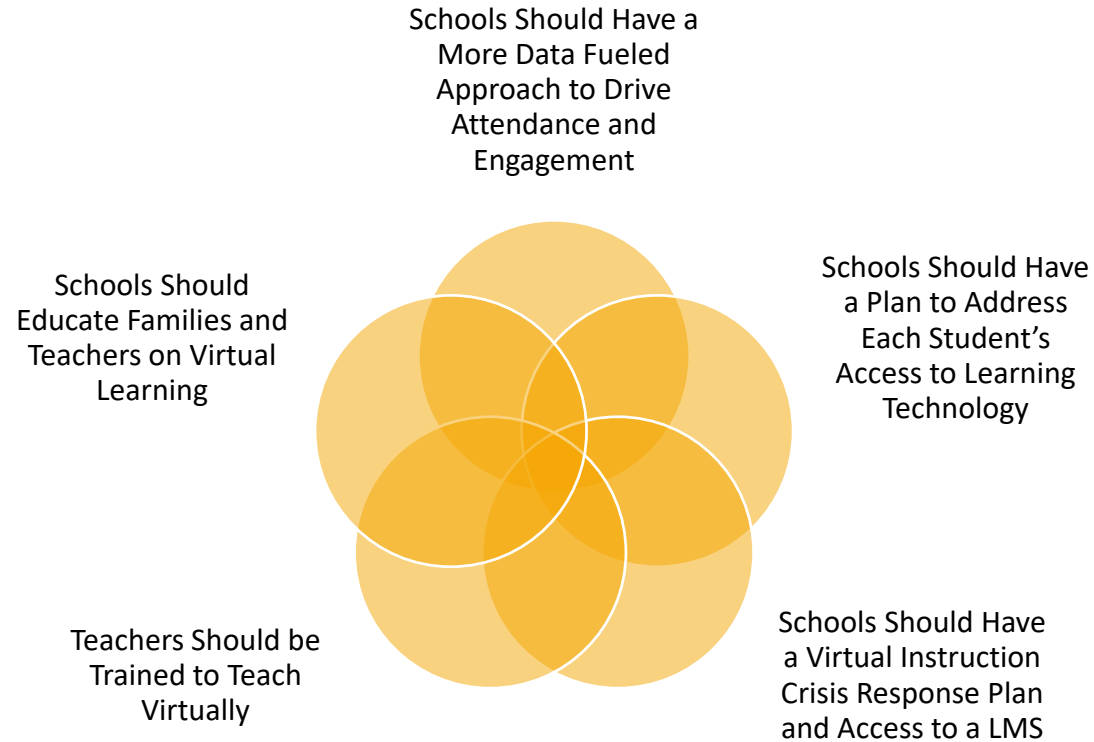 Schools Should Have a
More Data Fueled
Approach to Drive
Attendance and
Engagement
Schools Should Have
a Plan to Address
Each Student’s
Access to Learning
Technology
Schools Should Have
a Virtual Instruction
Crisis Response Plan
and Access to a LMS
Teachers Should be
Trained to Teach
Virtually
Schools Should
Educate Families and
Teachers on Virtual
Learning